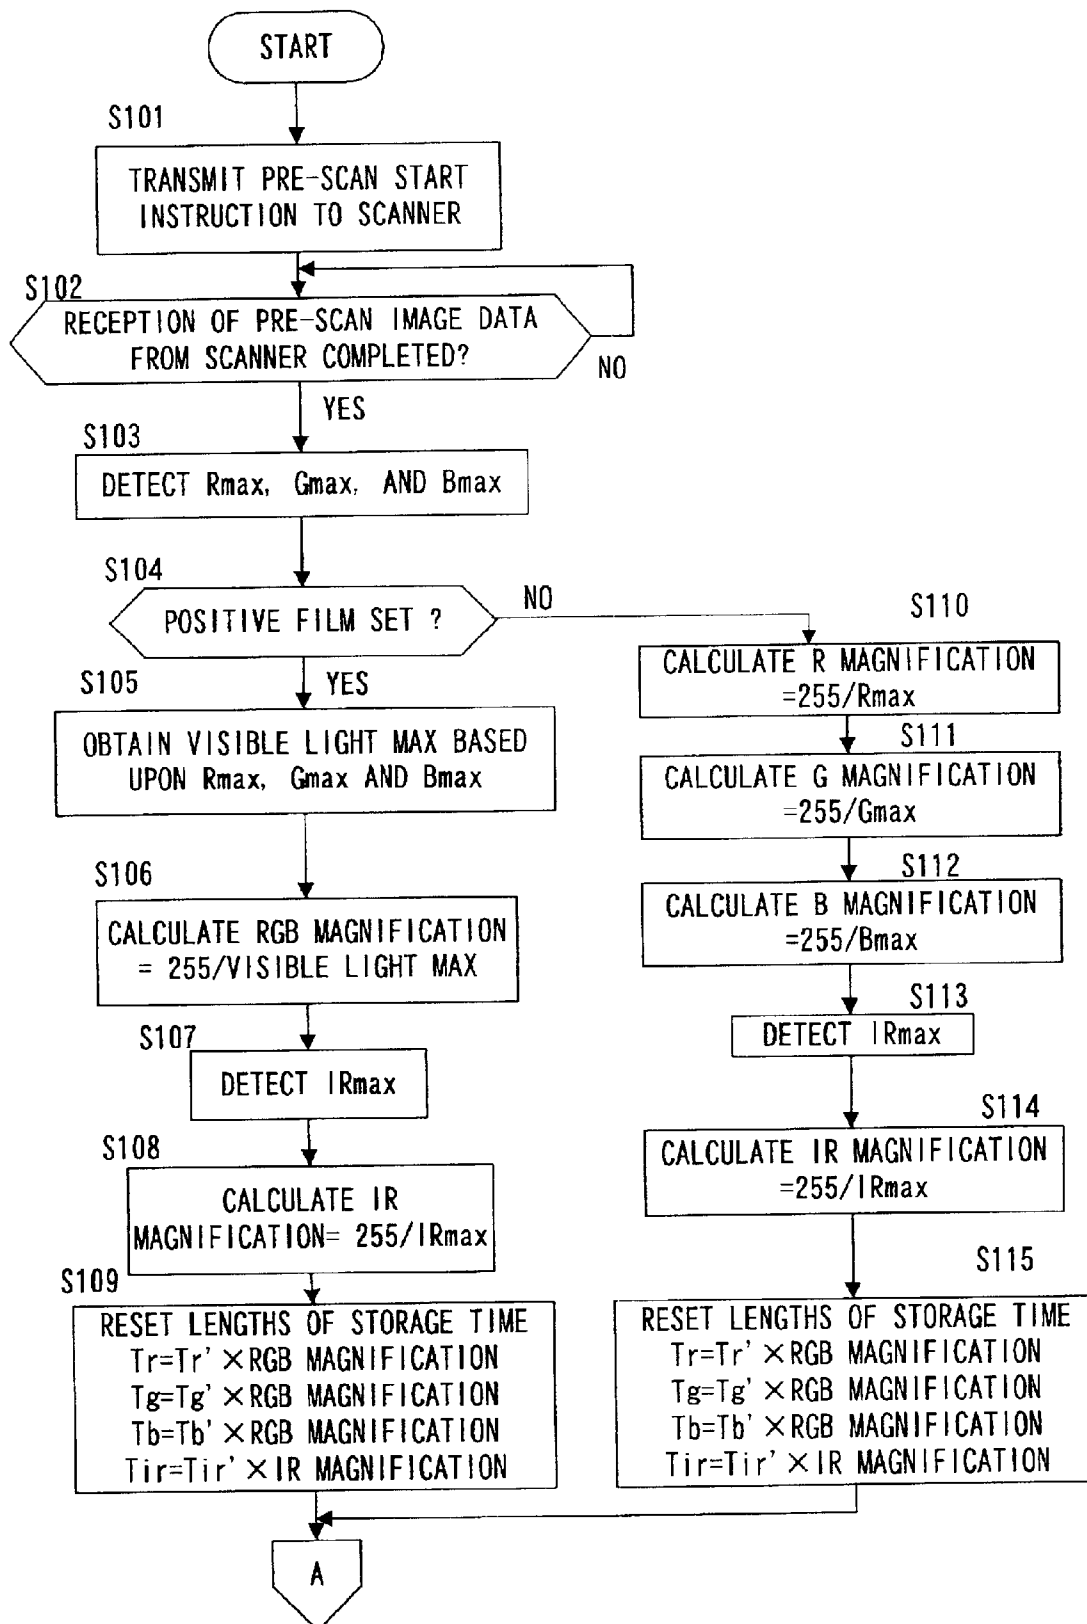 START
S101
TRANSMIT PRE-SCAN START
INSTRUCTION TO SCANNER
S102
RECEPTION OF PRE-SCAN IMAGE DATA
FROM SCANNER COMPLETED?
NO
YES
S103
DETECT Rmax, Gmax, AND Bmax
S104
POSITIVE FILM SET ?
NO
YES
S105
OBTAIN VISIBLE LIGHT MAX BASED
UPON Rmax, Gmax AND Bmax
S106
CALCULATE RGB MAGNIFICATION
= 255/VISIBLE LIGHT MAX
S107
DETECT IRmax
S108
CALCULATE IR
MAGNIFICATION= 255/IRmax
S109
RESET LENGTHS OF STORAGE TIME
Tr=Tr' ×RGB MAGNIFICATION
Tg=Tg' ×RGB MAGNIFICATION
Tb=Tb' ×RGB MAGNIFICATION
Tir=Tir' ×IR MAGNIFICATION
S110
CALCULATE R MAGNIFICATION
=255/Rmax
S111
CALCULATE G MAGNIFICATION
=255/Gmax
S112
CALCULATE B MAGNIFICATION
=255/Bmax
S113
DETECT IRmax
S114
CALCULATE IR MAGNIFICATION
=255/IRmax
S115
RESET LENGTHS OF STORAGE TIME
Tr=Tr' ×RGB MAGNIFICATION
Tg=Tg' ×RGB MAGNIFICATION
Tb=Tb' ×RGB MAGNIFICATION
Tir=Tir' ×IR MAGNIFICATION
A